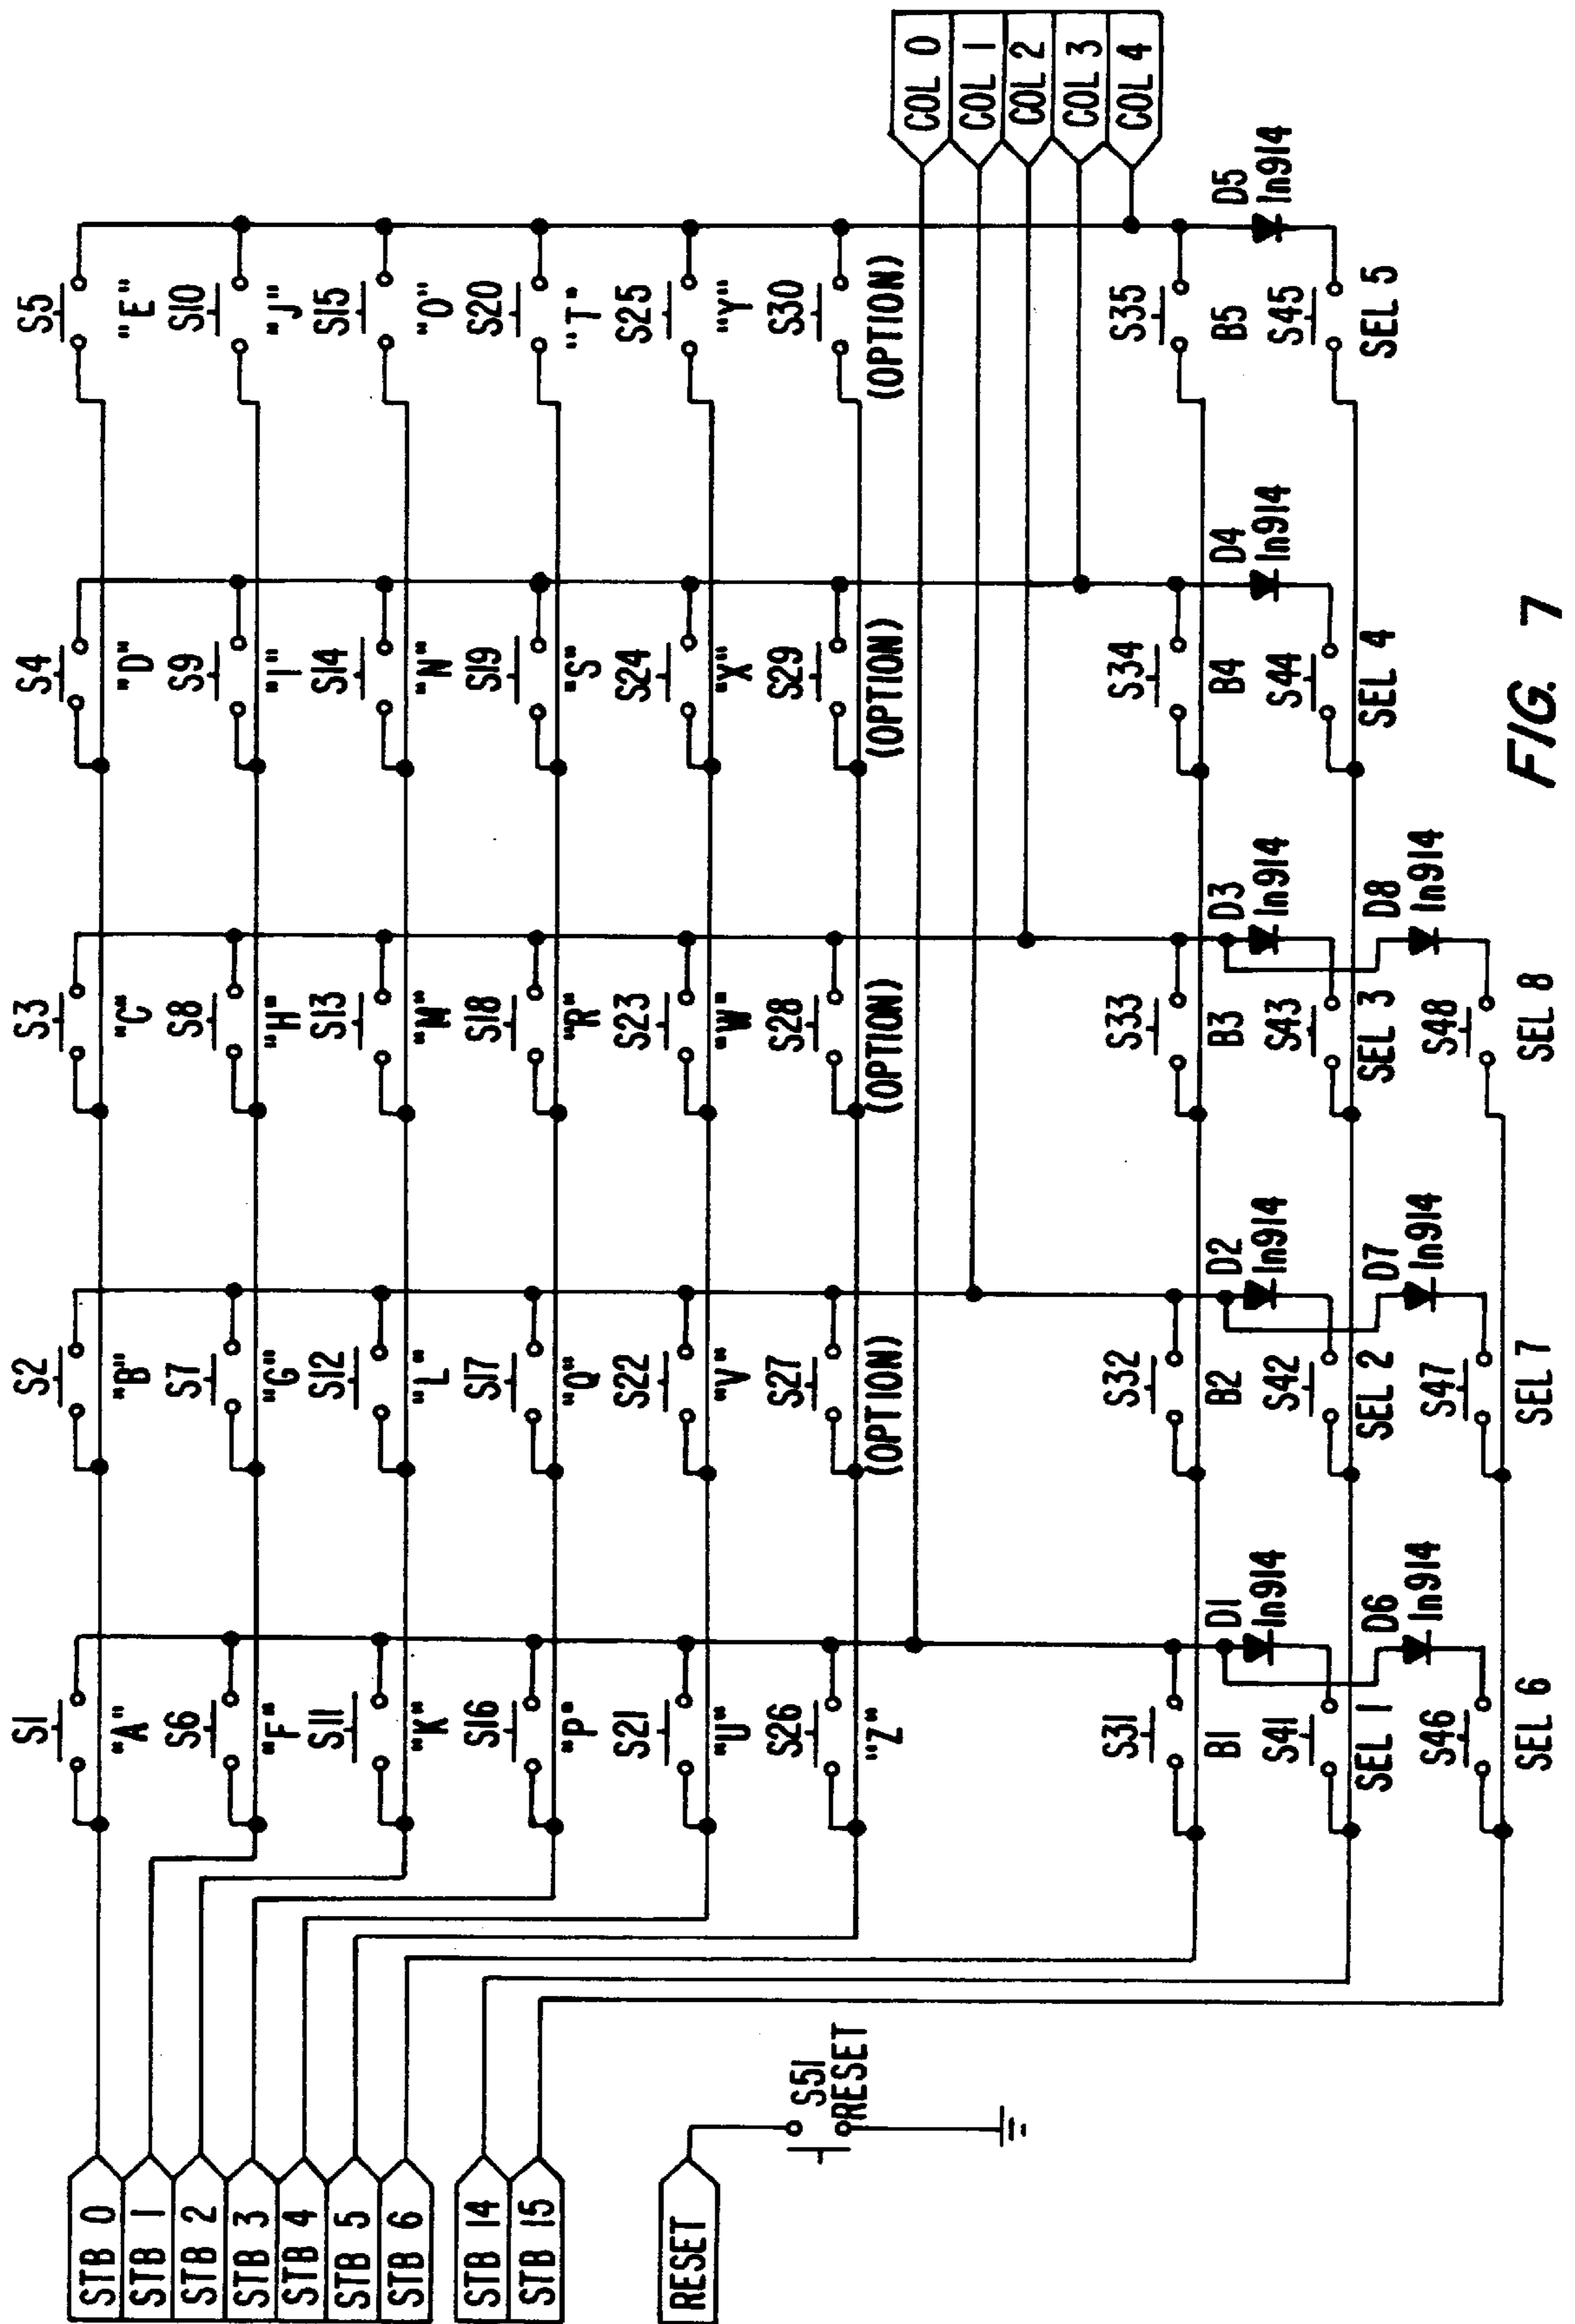 STB 0
STB 1
STB 2
STB 3
STB 4
STB 5
STB 6
STB 14
STB 15
RESET
S51
RESET
S1 S2 S3 S4 S5
"A" "B" "C" "D" "E"
S6 S7 S8 S9 S10
"F" "G" "H" "I" "J"
S11 S12 S13 S14 S15
"K" "L" "M" "N" "O"
S16 S17 S18 S19 S20
"P" "Q" "R" "S" "T"
S21 S22 S23 S24 S25
"U" "V" "W" "X" "Y"
S26 S27 S28 S29 S30
"Z" (OPTION) (OPTION) (OPTION) (OPTION)
COL 0
COL 1
COL 2
COL 3
COL 4
S31 S32 S33 S34 S35
B1 D1 B2 D2 B3 D3 B4 D4 B5 D5
S41 In914 S42 In914 S43 In914 S44 In914 S45 In914
SEL 1 D6 SEL 2 D7 SEL 3 D8 SEL 4 SEL 5
S46 In914 S47 In914 S48 In914
SEL 6 SEL 7 SEL 8
FIG. 7